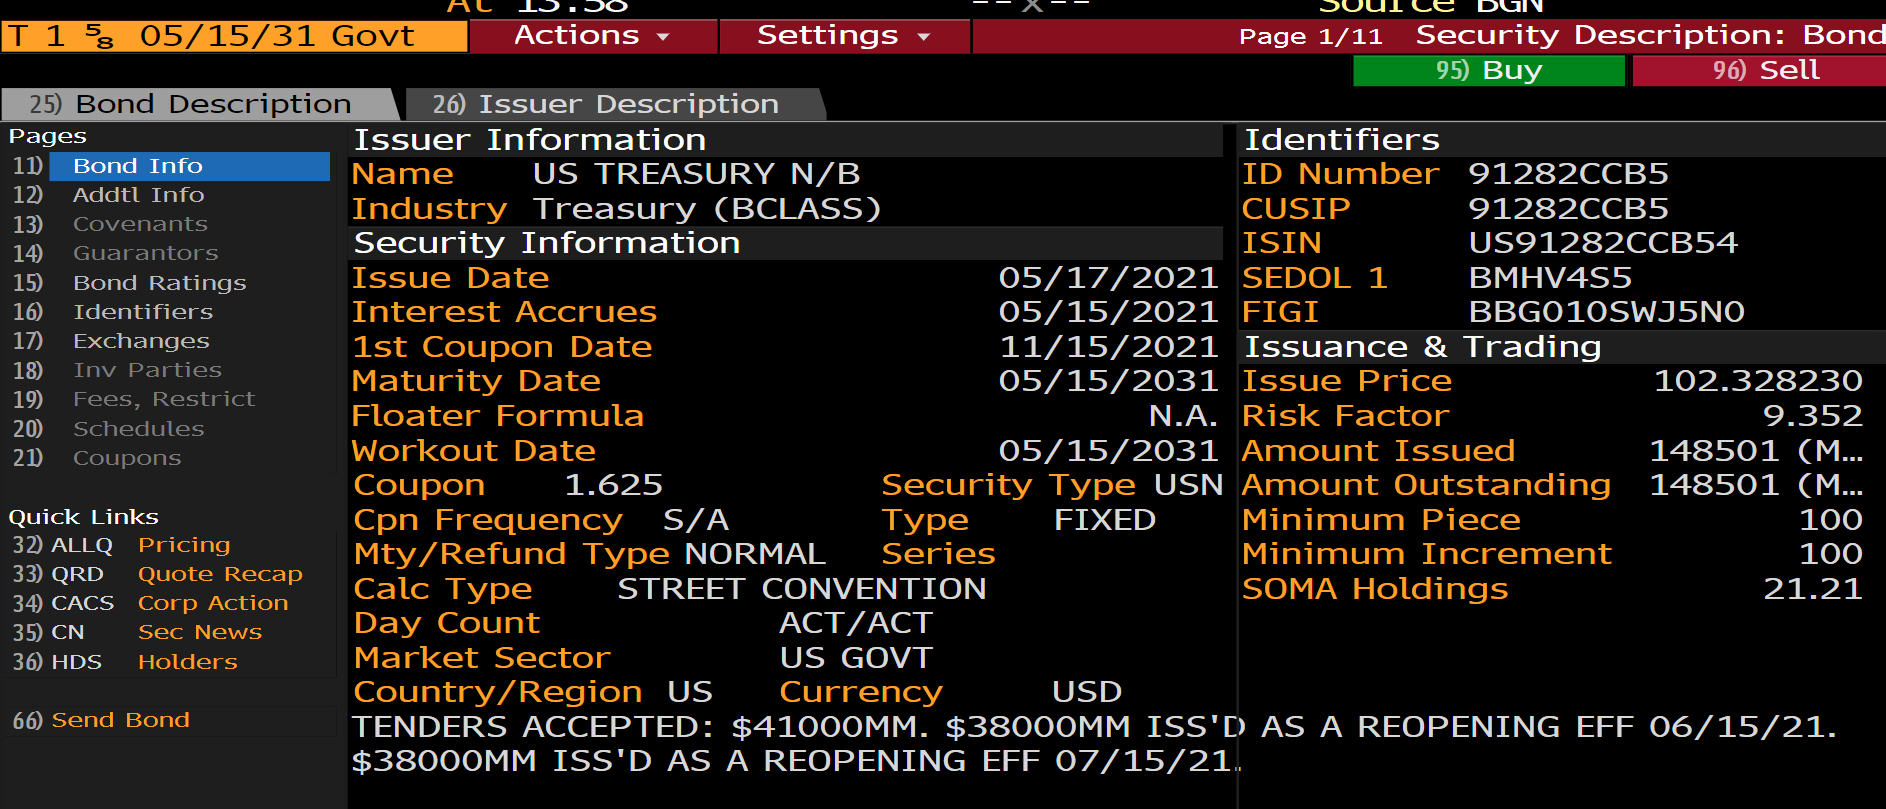 At 13:58 --x-- Source BGN
T 1 5/8 05/15/31 Govt Actions Settings Page 1/11 Security Description: Bond
95) Buy 96) Sell
25) Bond Description 26) Issuer Description
Pages
11) Bond Info
12) Addtl Info
13) Covenants
14) Guarantors
15) Bond Ratings
16) Identifiers
17) Exchanges
18) Inv Parties
19) Fees, Restrict
20) Schedules
21) Coupons
Quick Links
32) ALLQ Pricing
33) QRD Quote Recap
34) CACS Corp Action
35) CN Sec News
36) HDS Holders
66) Send Bond
Issuer Information
Name US TREASURY N/B
Industry Treasury (BCLASS)
Security Information
Issue Date 05/17/2021
Interest Accrues 05/15/2021
1st Coupon Date 11/15/2021
Maturity Date 05/15/2031
Floater Formula N.A.
Workout Date 05/15/2031
Coupon 1.625 Security Type USN
Cpn Frequency S/A Type FIXED
Mty/Refund Type NORMAL Series
Calc Type STREET CONVENTION
Day Count ACT/ACT
Market Sector US GOVT
Country/Region US Currency USD
TENDERS ACCEPTED: $41000MM. $38000MM ISS'D AS A REOPENING EFF 06/15/21.
$38000MM ISS'D AS A REOPENING EFF 07/15/21.
Identifiers
ID Number 91282CCB5
CUSIP 91282CCB5
ISIN US91282CCB54
SEDOL 1 BMHV4S5
FIGI BBG010SWJ5N0
Issuance & Trading
Issue Price 102.328230
Risk Factor 9.352
Amount Issued 148501 (M...
Amount Outstanding 148501 (M...
Minimum Piece 100
Minimum Increment 100
SOMA Holdings 21.21